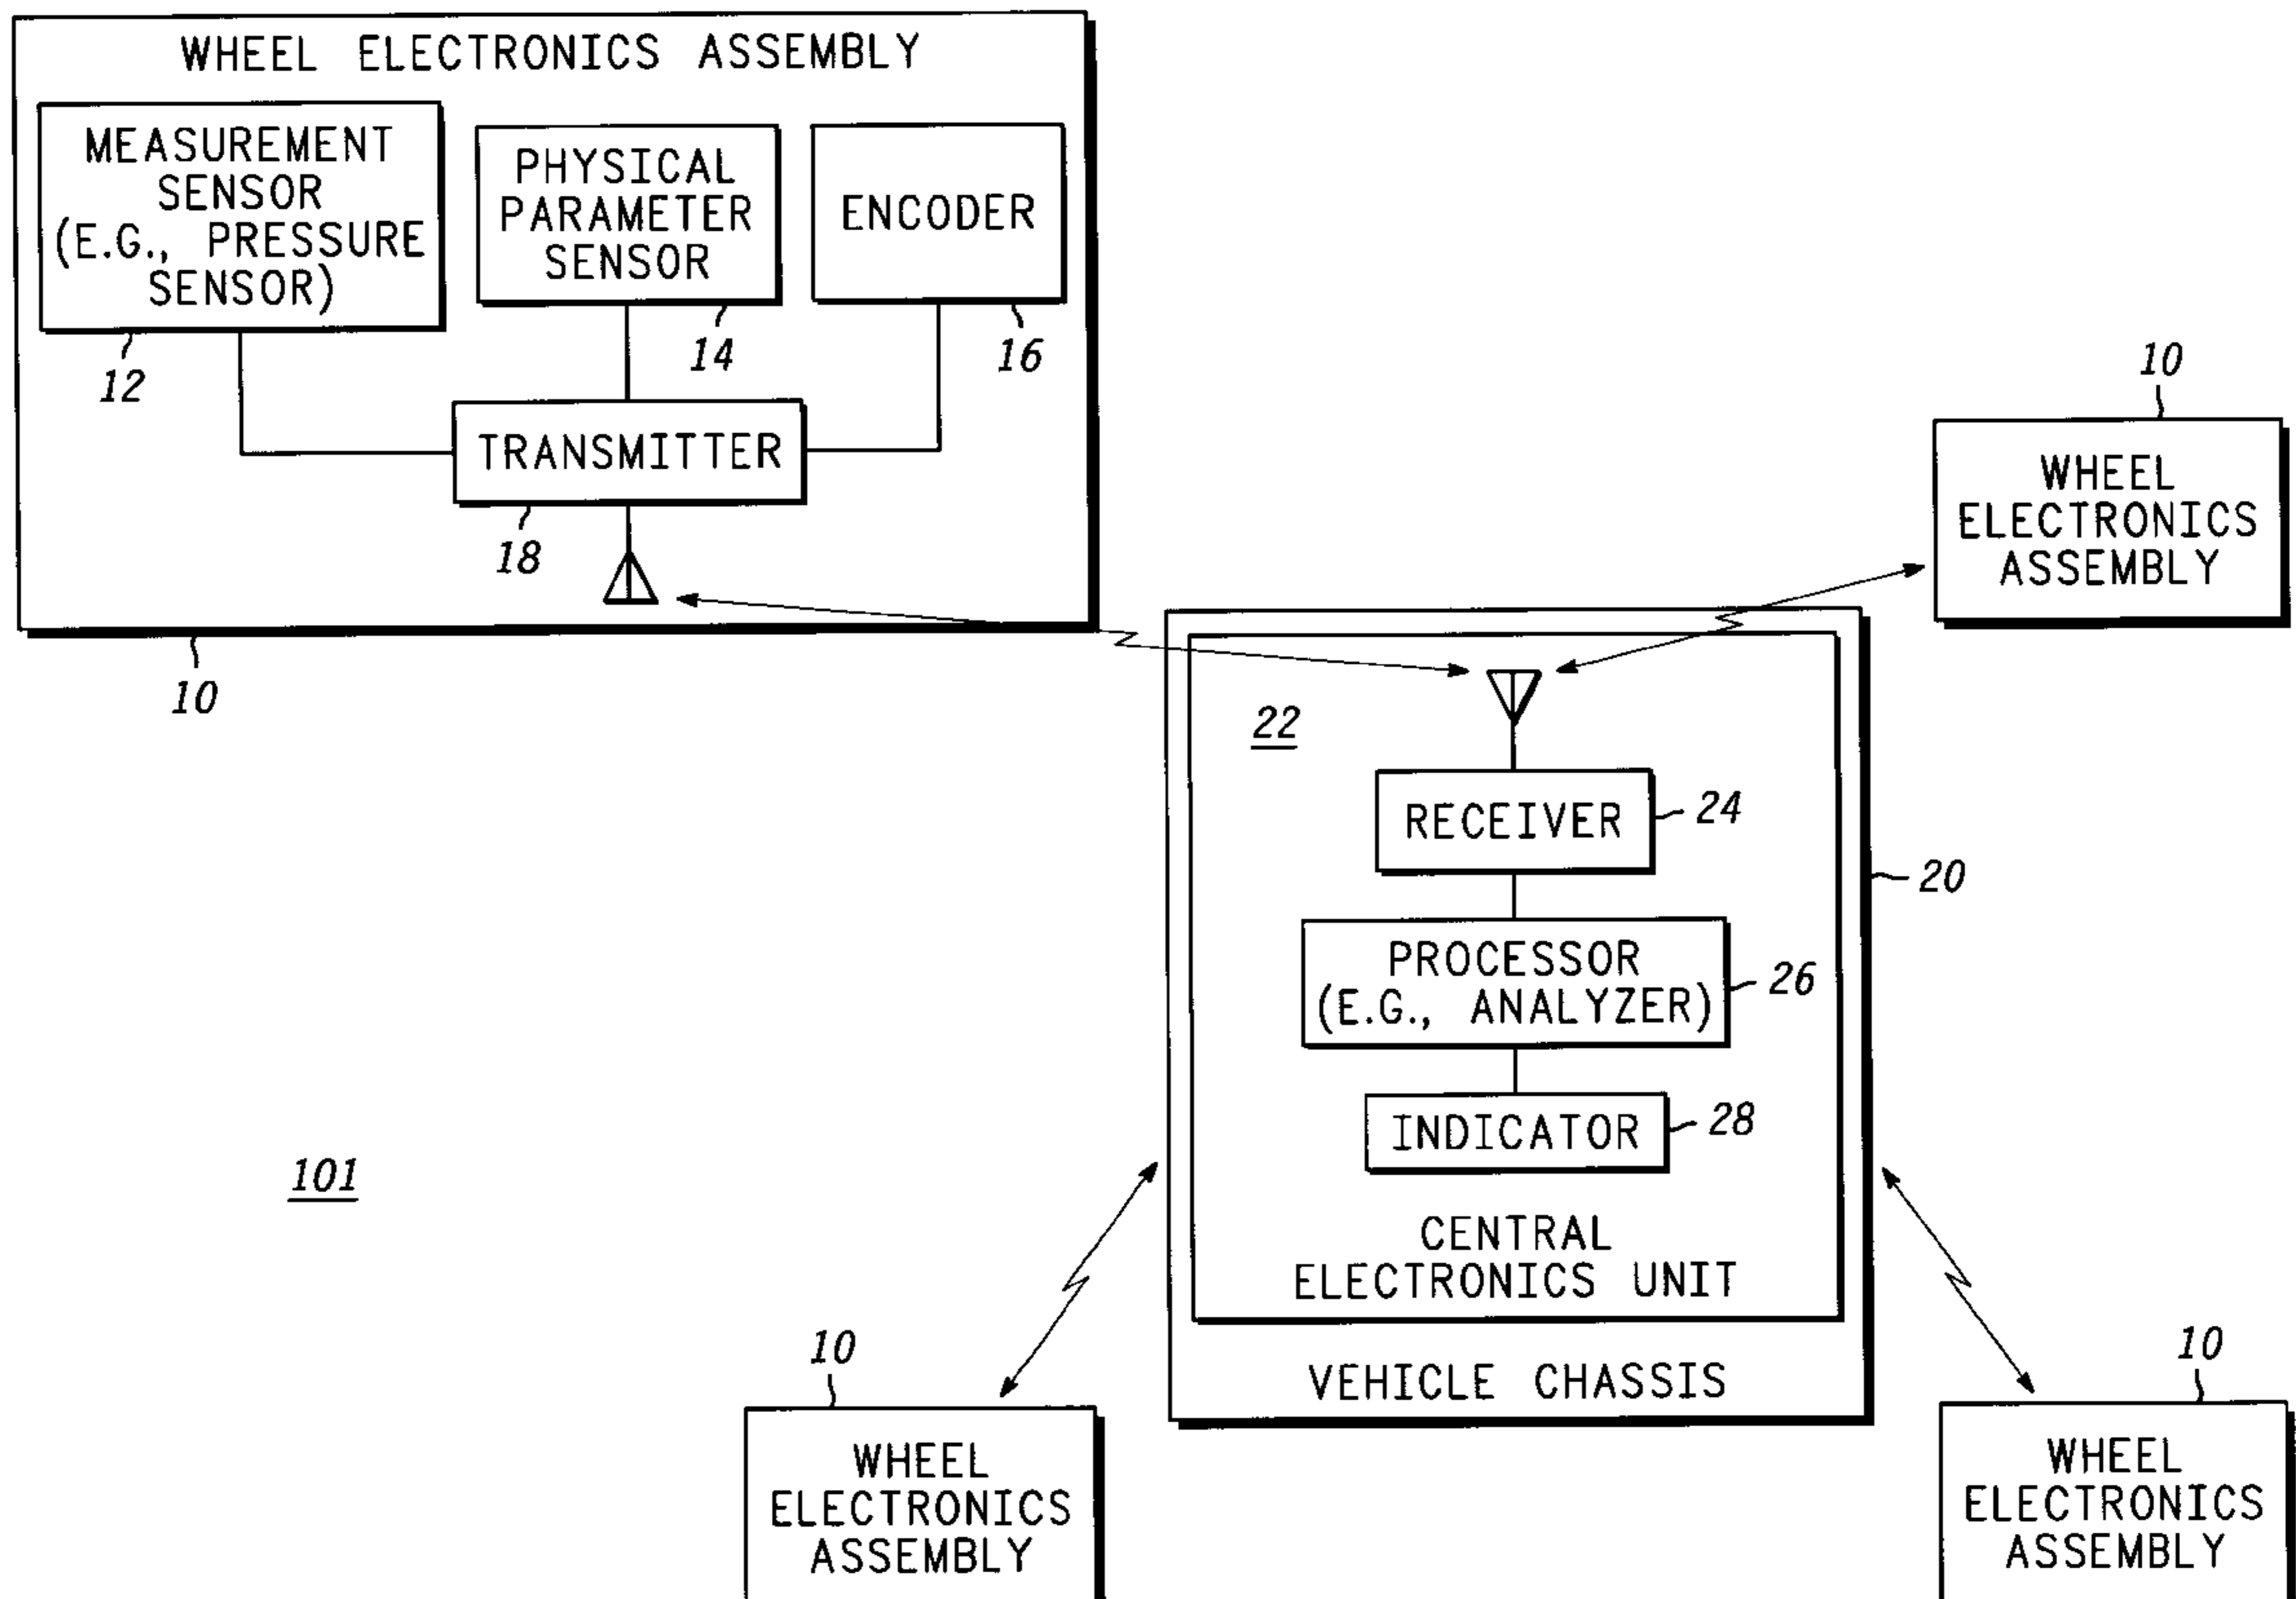 WHEEL ELECTRONICS ASSEMBLY
MEASUREMENT
SENSOR
(E.G., PRESSURE
SENSOR)
12
PHYSICAL
PARAMETER
SENSOR
14
ENCODER
16
TRANSMITTER
18
10
10
WHEEL
ELECTRONICS
ASSEMBLY
22
RECEIVER
24
20
PROCESSOR
(E.G., ANALYZER)
26
INDICATOR
28
CENTRAL
ELECTRONICS UNIT
VEHICLE CHASSIS
101
10
WHEEL
ELECTRONICS
ASSEMBLY
10
WHEEL
ELECTRONICS
ASSEMBLY